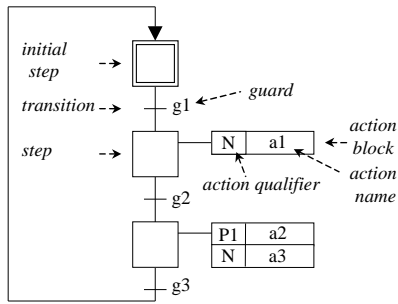 initial
step
transition
g1
guard
step
N a1
action
block
action qualifier
action
name
g2
P1 a2
N a3
g3